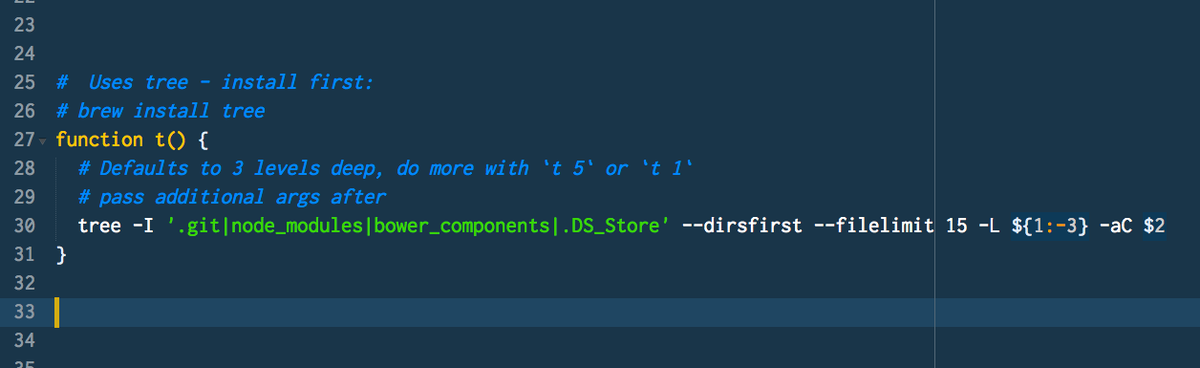 23
24
25 #  Uses tree - install first:
26 # brew install tree
27 function t() {
28   # Defaults to 3 levels deep, do more with `t 5` or `t 1`
29   # pass additional args after
30   tree -I '.git|node_modules|bower_components|.DS_Store' --dirsfirst --filelimit 15 -L ${1:-3} -aC $2
31 }
32
33
34
35